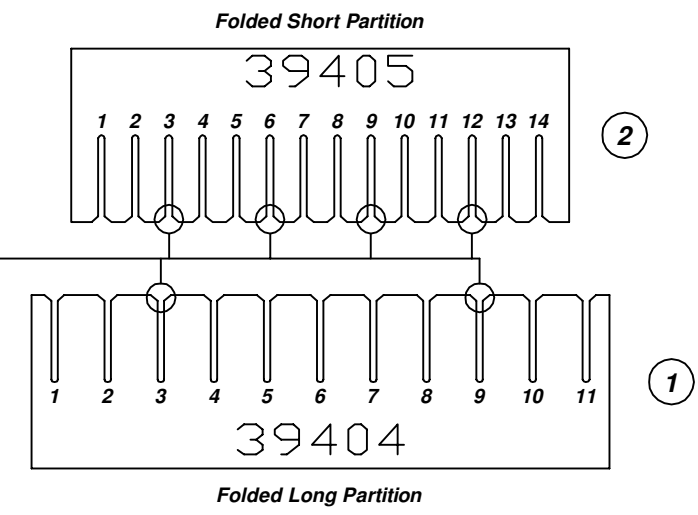 Folded Short Partition
39405
1 2 3 4 5 6 7 8 9 10 11 12 13 14
2
1
1 2 3 4 5 6 7 8 9 10 11
39404
Folded Long Partition